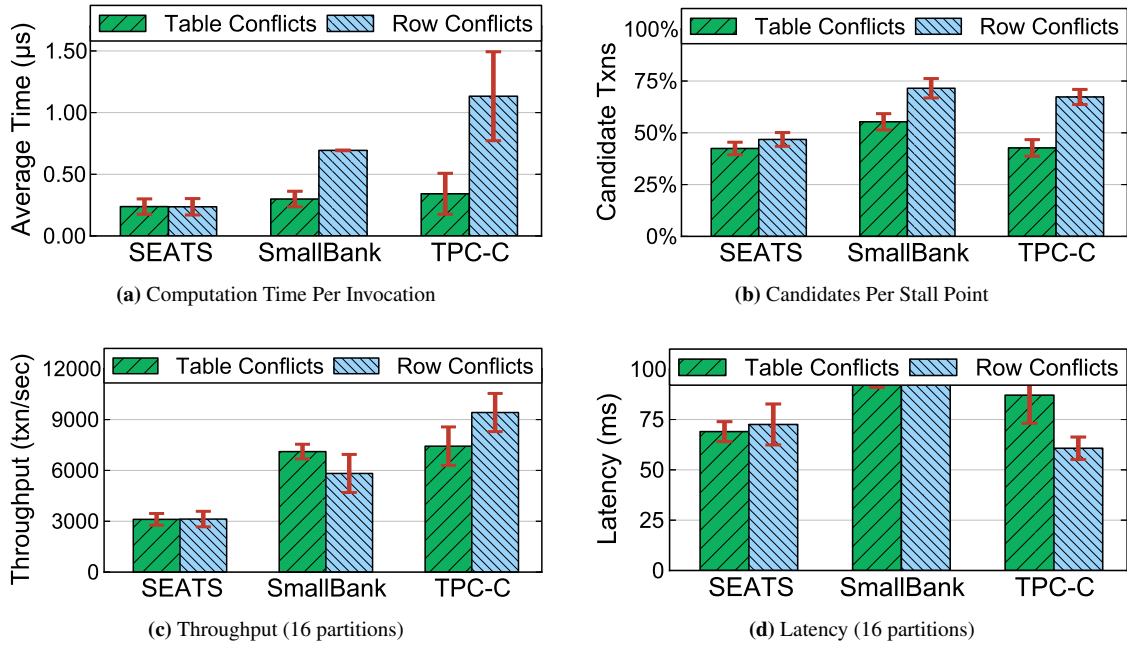 Table Conflicts Row Conflicts
1.50
1.00
0.50
0.00
Average Time (µs)
SEATS SmallBank TPC-C
(a) Computation Time Per Invocation
Table Conflicts Row Conflicts
100%
75%
50%
25%
0%
Candidate Txns
SEATS SmallBank TPC-C
(b) Candidates Per Stall Point
Table Conflicts Row Conflicts
12000
9000
6000
3000
0
Throughput (txn/sec)
SEATS SmallBank TPC-C
(c) Throughput (16 partitions)
Table Conflicts Row Conflicts
100
75
50
25
0
Latency (ms)
SEATS SmallBank TPC-C
(d) Latency (16 partitions)